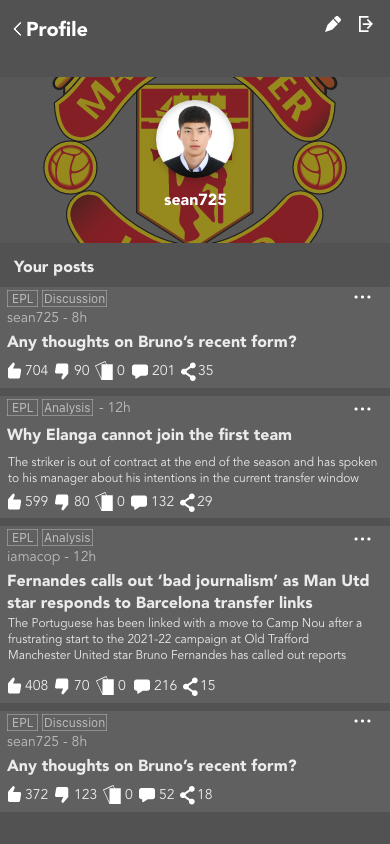 Profile
MA
ER
sean725
Your posts
EPL Discussion
sean725 - 8h
Any thoughts on Bruno’s recent form?
704 90 0 201 35
EPL Analysis - 12h
Why Elanga cannot join the first team
The striker is out of contract at the end of the season and has spoken
to his manager about his intentions in the current transfer window
599 80 0 132 29
EPL Analysis
iamacop - 12h
Fernandes calls out ‘bad journalism’ as Man Utd
star responds to Barcelona transfer links
The Portuguese has been linked with a move to Camp Nou after a
frustrating start to the 2021-22 campaign at Old Trafford
Manchester United star Bruno Fernandes has called out reports
408 70 0 216 15
EPL Discussion
sean725 - 8h
Any thoughts on Bruno’s recent form?
372 123 0 52 18